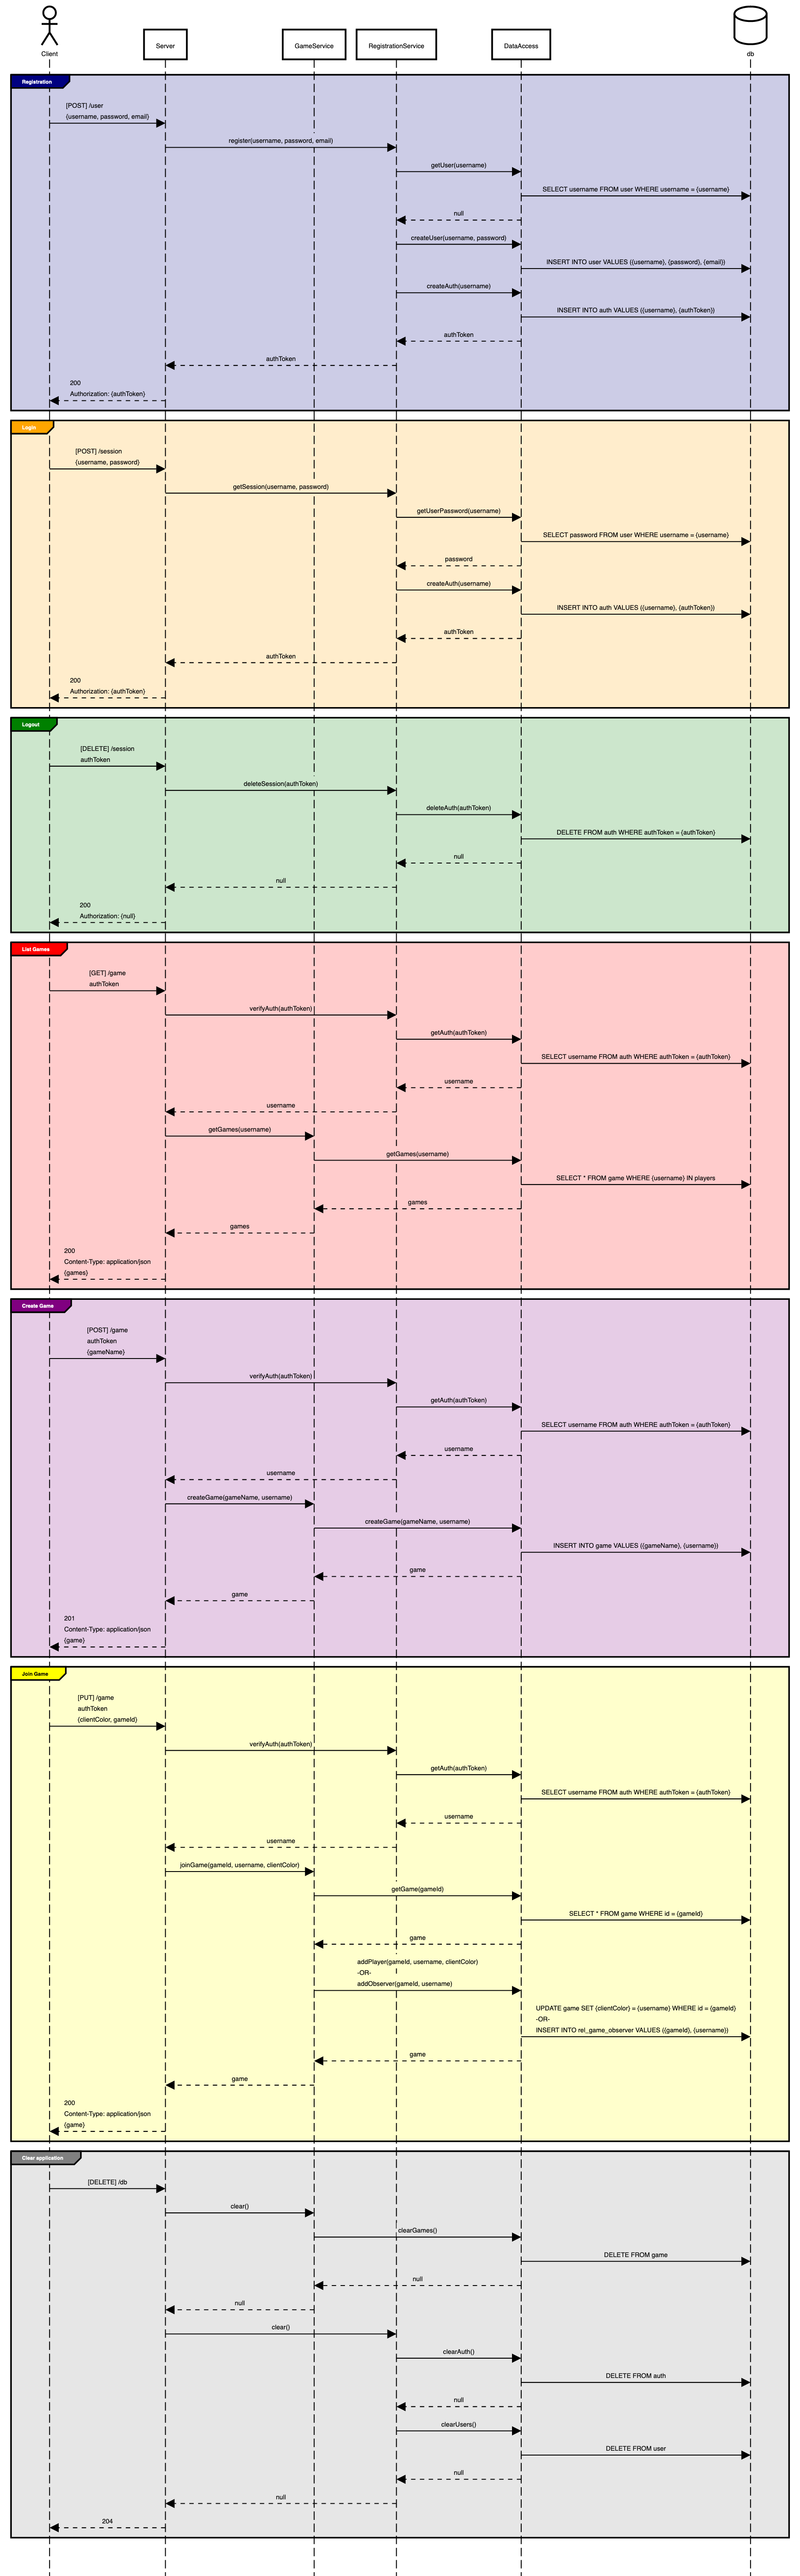 Client
Server
GameService
RegistrationService
DataAccess
db
Registration
[POST] /user
{username, password, email}
register(username, password, email)
getUser(username)
SELECT username FROM user WHERE username = {username}
null
createUser(username, password)
INSERT INTO user VALUES ({username}, {password}, {email})
createAuth(username)
INSERT INTO auth VALUES ({username}, {authToken})
authToken
authToken
200
Authorization: {authToken}
Login
[POST] /session
{username, password}
getSession(username, password)
getUserPassword(username)
SELECT password FROM user WHERE username = {username}
password
createAuth(username)
INSERT INTO auth VALUES ({username}, {authToken})
authToken
authToken
200
Authorization: {authToken}
Logout
[DELETE] /session
authToken
deleteSession(authToken)
deleteAuth(authToken)
DELETE FROM auth WHERE authToken = {authToken}
null
null
200
Authorization: {null}
List Games
[GET] /game
authToken
verifyAuth(authToken)
getAuth(authToken)
SELECT username FROM auth WHERE authToken = {authToken}
username
username
getGames(username)
getGames(username)
SELECT * FROM game WHERE {username} IN players
games
games
200
Content-Type: application/json
{games}
Create Game
[POST] /game
authToken
{gameName}
verifyAuth(authToken)
getAuth(authToken)
SELECT username FROM auth WHERE authToken = {authToken}
username
username
createGame(gameName, username)
createGame(gameName, username)
INSERT INTO game VALUES ({gameName}, {username})
game
game
201
Content-Type: application/json
{game}
Join Game
[PUT] /game
authToken
{clientColor, gameId}
verifyAuth(authToken)
getAuth(authToken)
SELECT username FROM auth WHERE authToken = {authToken}
username
username
joinGame(gameId, username, clientColor)
getGame(gameId)
SELECT * FROM game WHERE id = {gameId}
game
addPlayer(gameId, username, clientColor)
-OR-
addObserver(gameId, username)
UPDATE game SET {clientColor} = {username} WHERE id = {gameId}
-OR-
INSERT INTO rel_game_observer VALUES ({gameId}, {username})
game
game
200
Content-Type: application/json
{game}
Clear application
[DELETE] /db
clear()
clearGames()
DELETE FROM game
null
null
clear()
clearAuth()
DELETE FROM auth
null
clearUsers()
DELETE FROM user
null
null
204